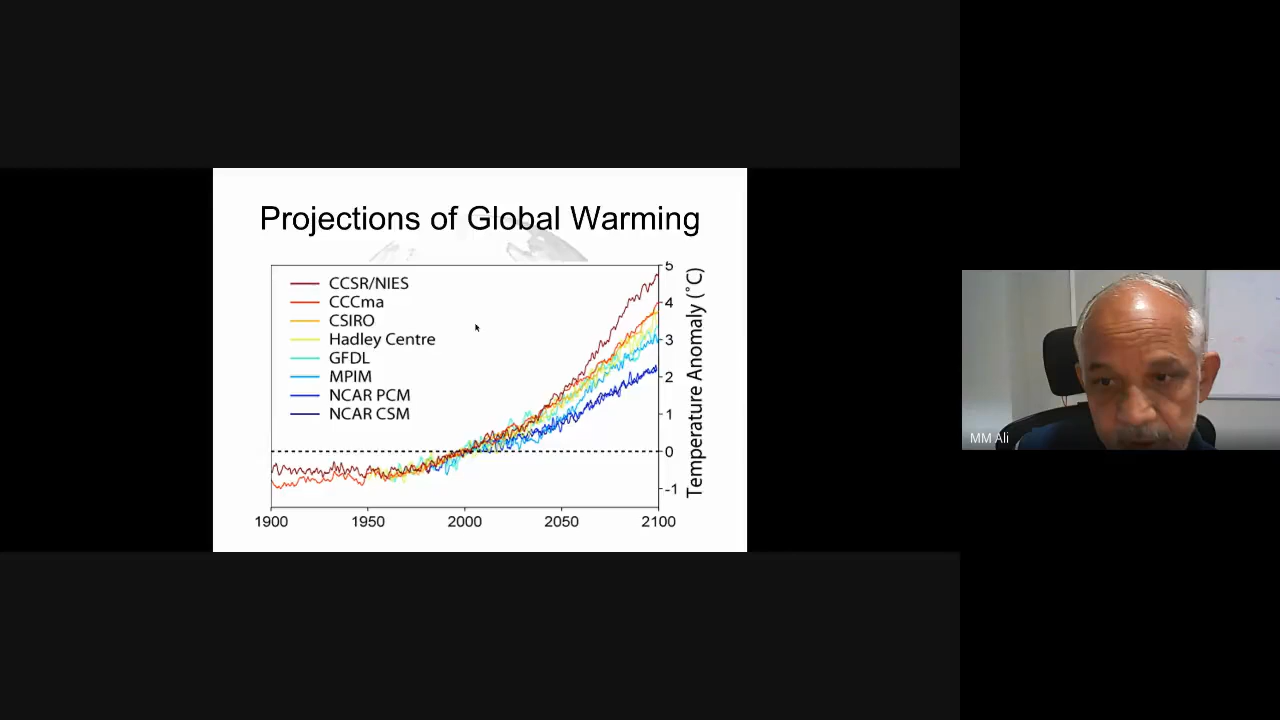 Projections of Global Warming
CCSR/NIES
CCCma
CSIRO
Hadley Centre
GFDL
MPIM
NCAR PCM
NCAR CSM
5
4
3
2
1
0
-1
Temperature Anomaly (°C)
1900 1950 2000 2050 2100
MM Ali